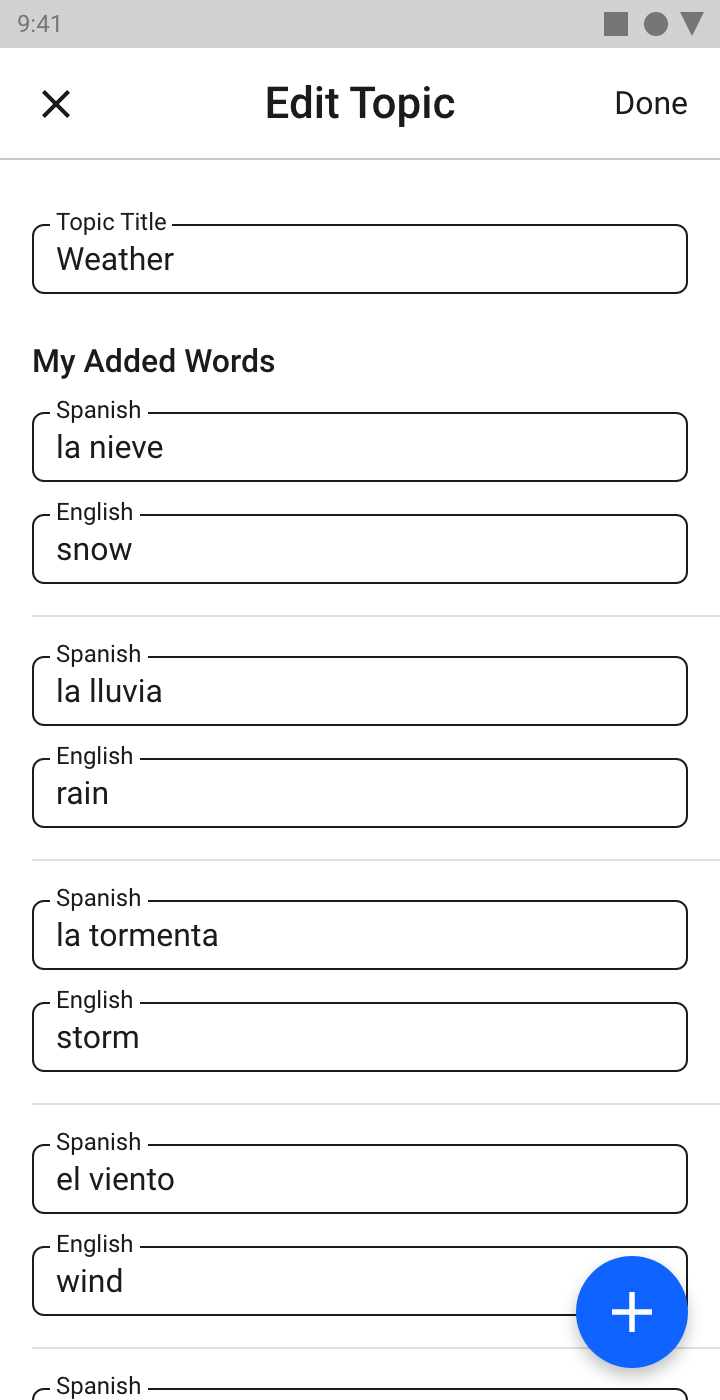 9:41
Edit Topic
Done
Topic Title
Weather
My Added Words
Spanish
la nieve
English
snow
Spanish
la lluvia
English
rain
Spanish
la tormenta
English
storm
Spanish
el viento
English
wind
Spanish